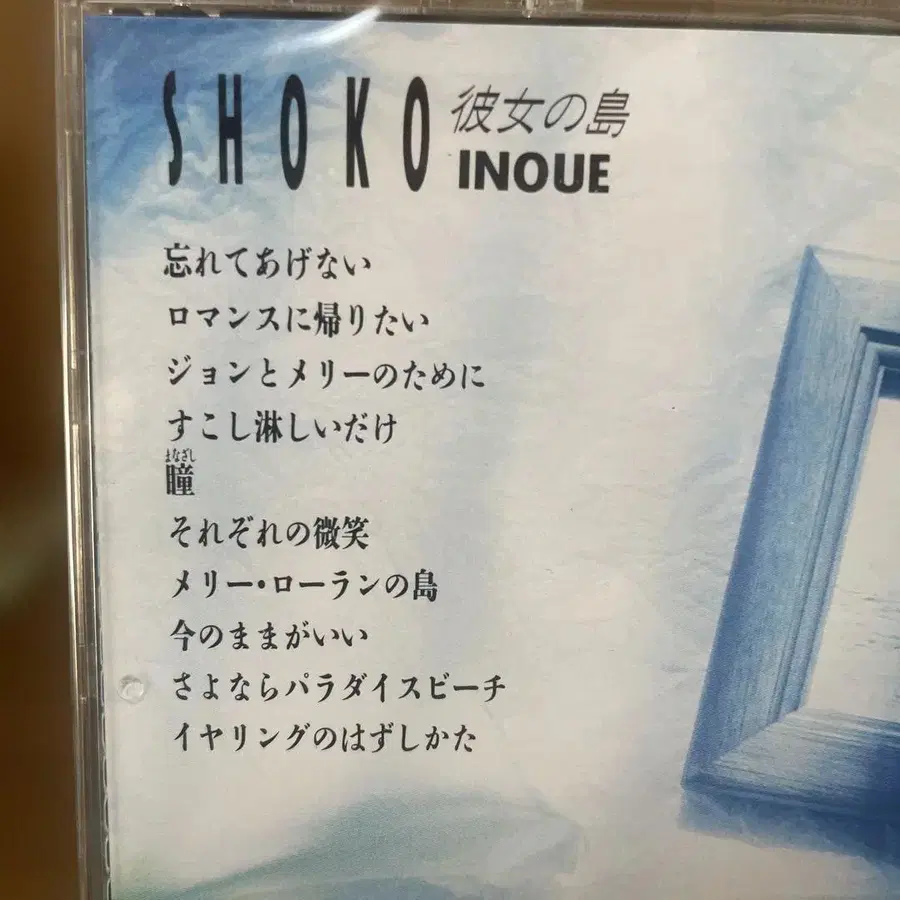 SHOKO 彼女の島
INOUE
忘れてあげない
ロマンスに帰りたい
ジョンとメリーのために
すこし淋しいだけ
まなざし
瞳
それぞれの微笑
メリー・ローランの島
今のままがいい
さよならパラダイスビーチ
イヤリングのはずしかた